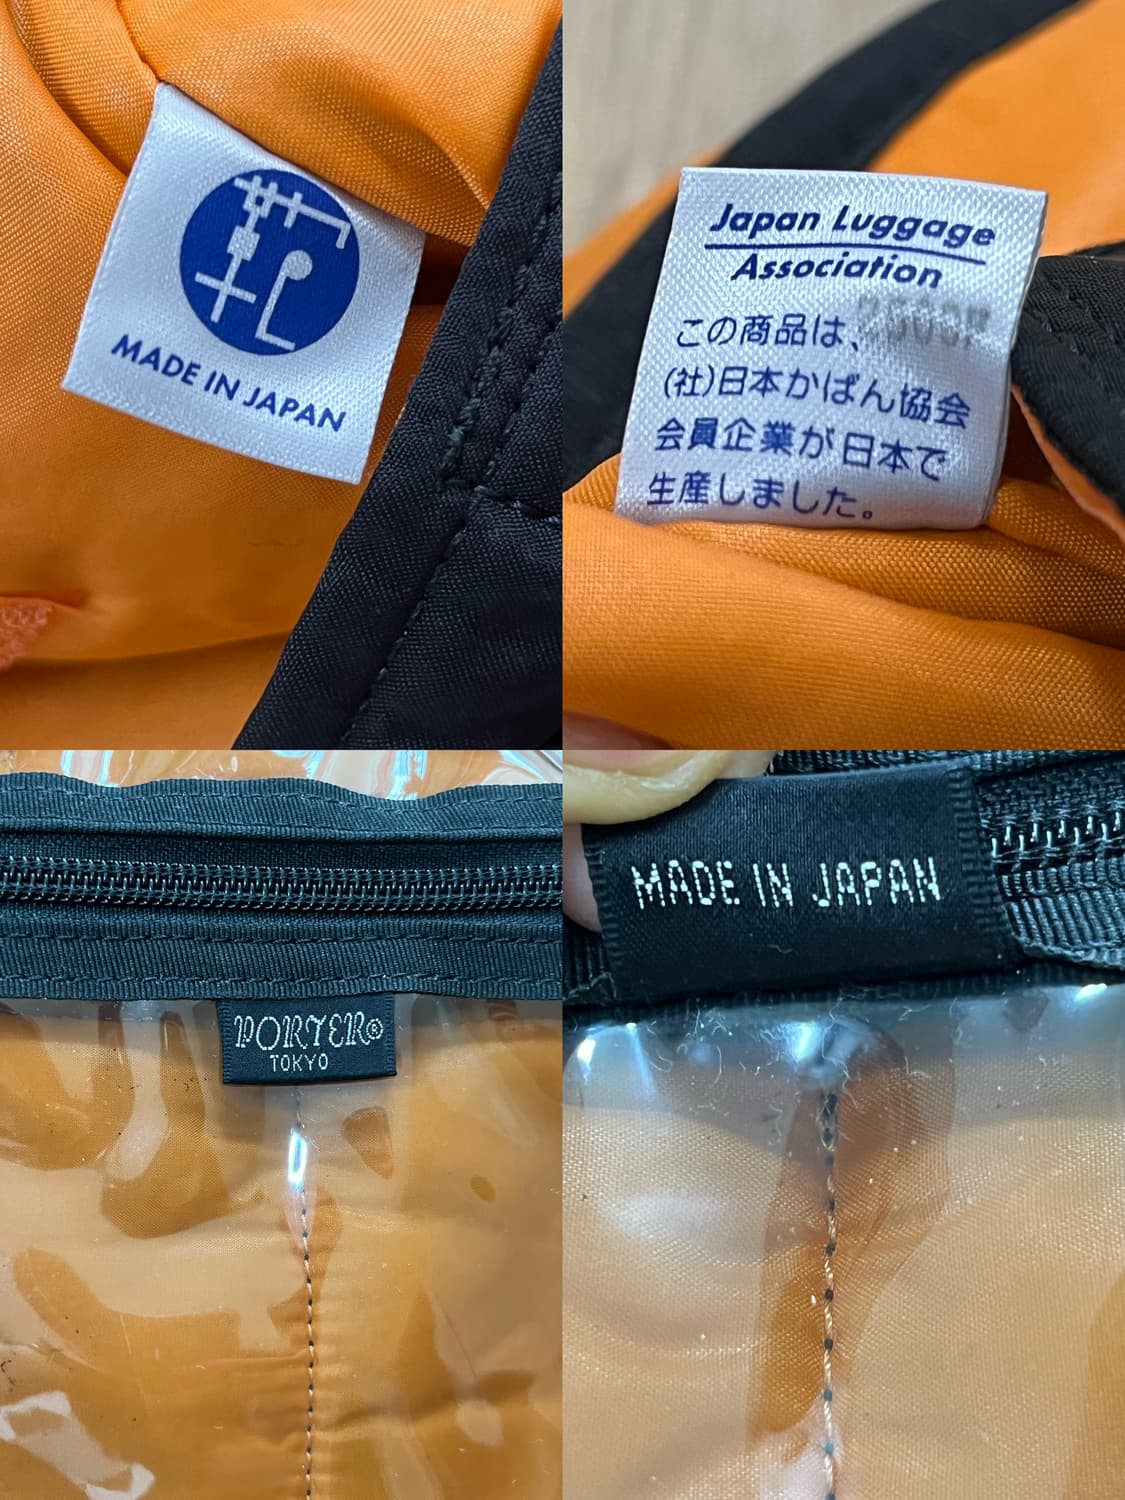 MADE IN JAPAN
Japan Luggage
Association
この商品は、
(社)日本かばん協会
会員企業が日本で
生産しました。
PORTER®
TOKYO
MADE IN JAPAN